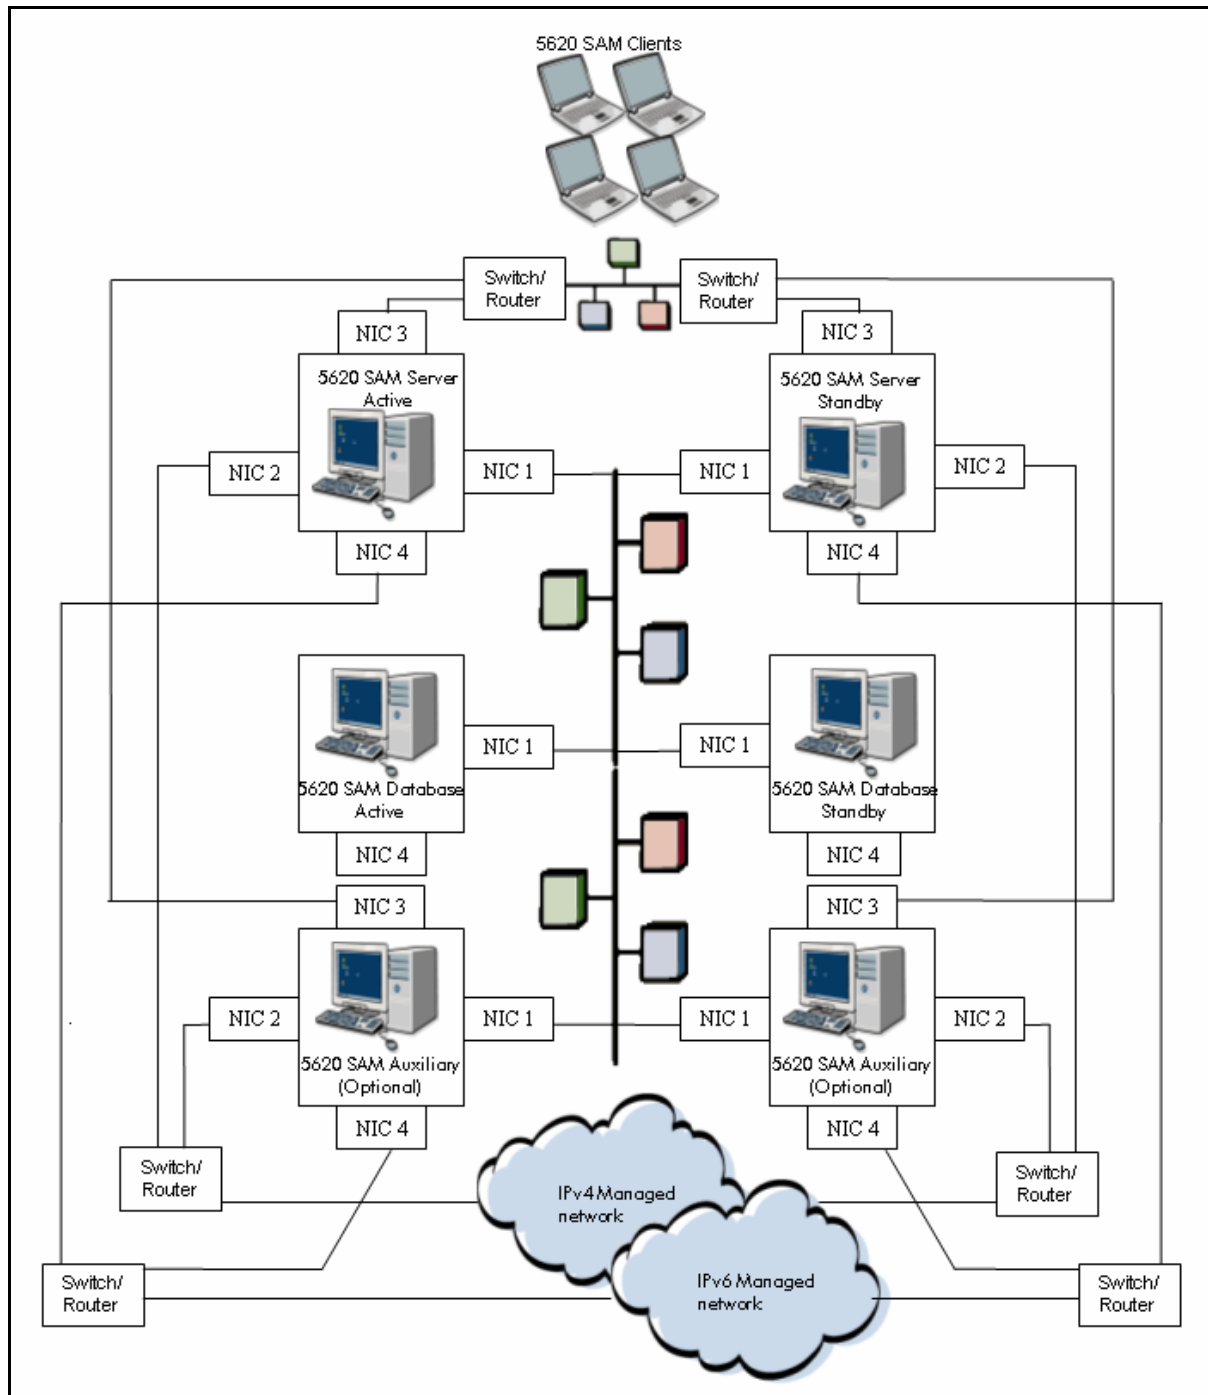 5620 SAM Clients
Switch/
Router
Switch/
Router
NIC 3
NIC 3
5620 SAM Server
Active
5620 SAM Server
Standby
NIC 2
NIC 1
NIC 1
NIC 2
NIC 4
NIC 4
NIC 1
NIC 1
5620 SAM Database
Active
5620 SAM Database
Standby
NIC 4
NIC 4
NIC 3
NIC 3
NIC 2
NIC 1
NIC 1
NIC 2
5620 SAM Auxiliary
(Optional)
5620 SAM Auxiliary
(Optional)
NIC 4
NIC 4
Switch/
Router
IPv4 Managed
network
Switch/
Router
Switch/
Router
IPv6 Managed
network
Switch/
Router